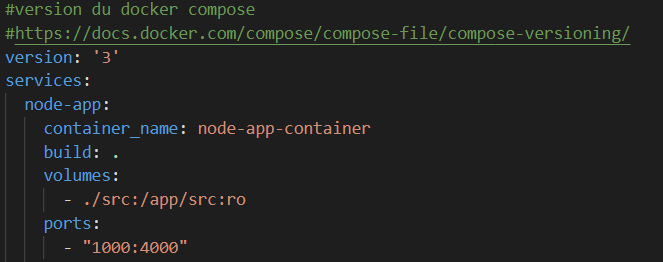 #version du docker compose
#https://docs.docker.com/compose/compose-file/compose-versioning/
version: '3'
services:
  node-app:
    container_name: node-app-container
    build: .
    volumes:
      - ./src:/app/src:ro
    ports:
      - "1000:4000"